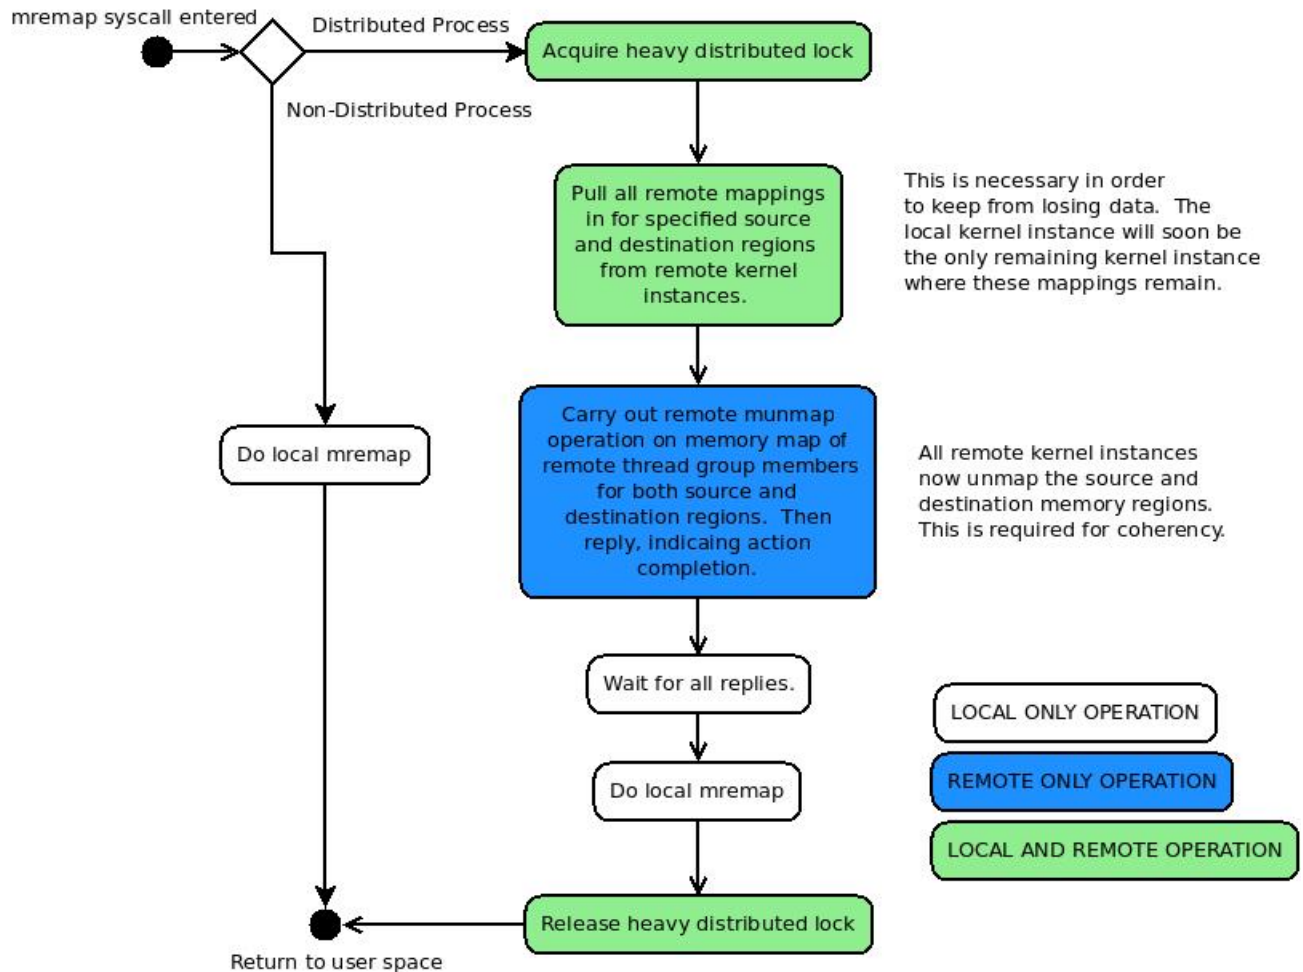 mremap syscall entered
Distributed Process
Acquire heavy distributed lock
Non-Distributed Process
Pull all remote mappings
in for specified source
and destination regions
from remote kernel
instances.
This is necessary in order
to keep from losing data.  The
local kernel instance will soon be
the only remaining kernel instance
where these mappings remain.
Do local mremap
Carry out remote munmap
operation on memory map of
remote thread group members
for both source and
destination regions.  Then
reply, indicaing action
completion.
All remote kernel instances
now unmap the source and
destination memory regions.
This is required for coherency.
Wait for all replies.
Do local mremap
LOCAL ONLY OPERATION
REMOTE ONLY OPERATION
LOCAL AND REMOTE OPERATION
Release heavy distributed lock
Return to user space